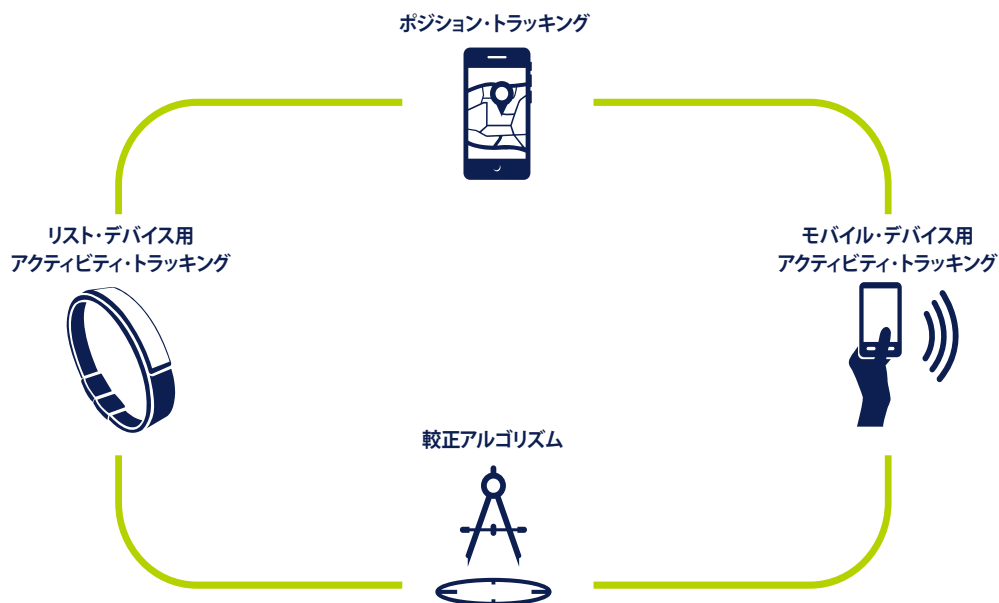 ポジション・トラッキング
リスト・デバイス用
アクティビティ・トラッキング
モバイル・デバイス用
アクティビティ・トラッキング
較正アルゴリズム